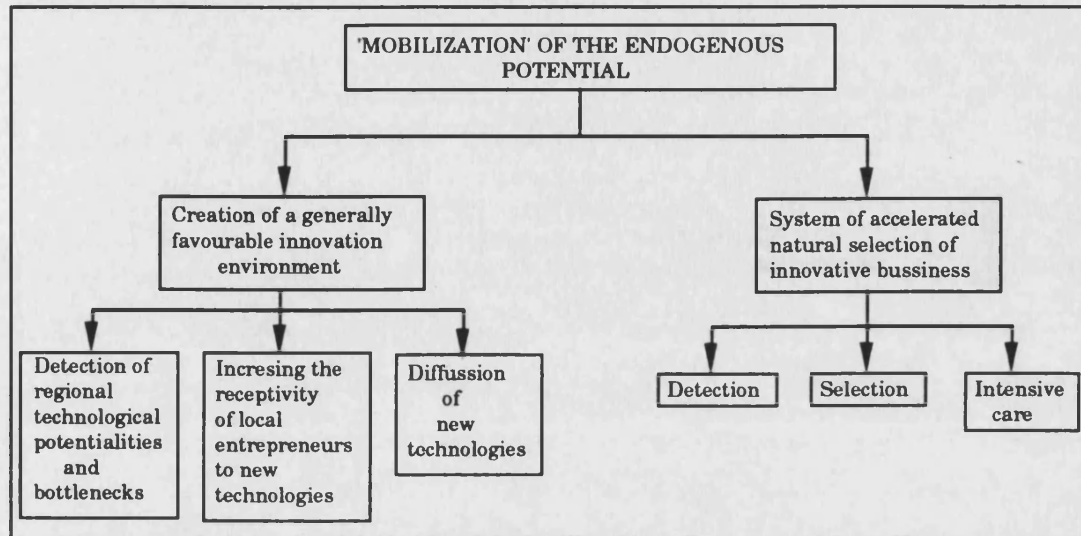 'MOBILIZATION' OF THE ENDOGENOUS
POTENTIAL
Creation of a generally
favourable innovation
environment
System of accelerated
natural selection of
innovative bussiness
Detection of
regional
technological
potentialities
and
bottlenecks
Incresing the
receptivity
of local
entrepreneurs
to new
technologies
Diffussion
of
new
technologies
Detection
Selection
Intensive
care